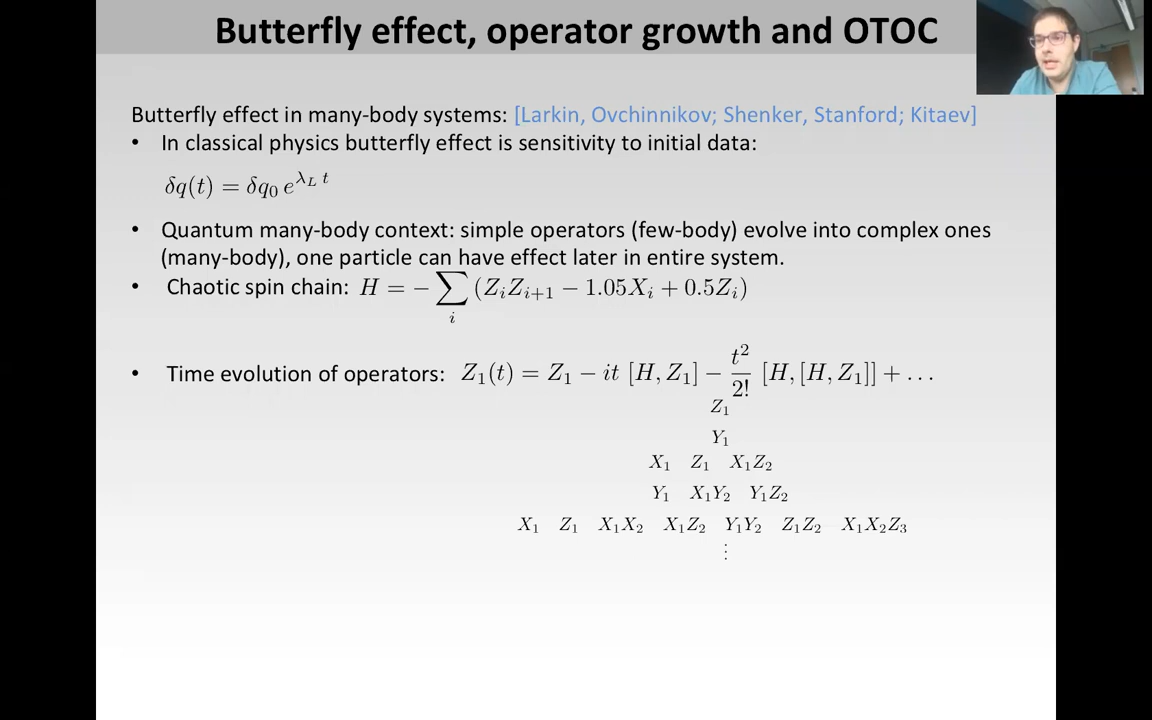 Butterfly effect, operator growth and OTOC
Butterfly effect in many-body systems: [Larkin, Ovchinnikov; Shenker, Stanford; Kitaev]
• In classical physics butterfly effect is sensitivity to initial data:
δq(t) = δq₀ e^{λ_L t}
• Quantum many-body context: simple operators (few-body) evolve into complex ones
(many-body), one particle can have effect later in entire system.
• Chaotic spin chain: H = −∑_i (Z_iZ_{i+1} − 1.05X_i + 0.5Z_i)
• Time evolution of operators: Z₁(t) = Z₁ − it [H, Z₁] − t²/2! [H, [H, Z₁]] + …
Z₁
Y₁
X₁ Z₁ X₁Z₂
Y₁ X₁Y₂ Y₁Z₂
X₁ Z₁ X₁X₂ X₁Z₂ Y₁Y₂ Z₁Z₂ X₁X₂Z₃
⋮